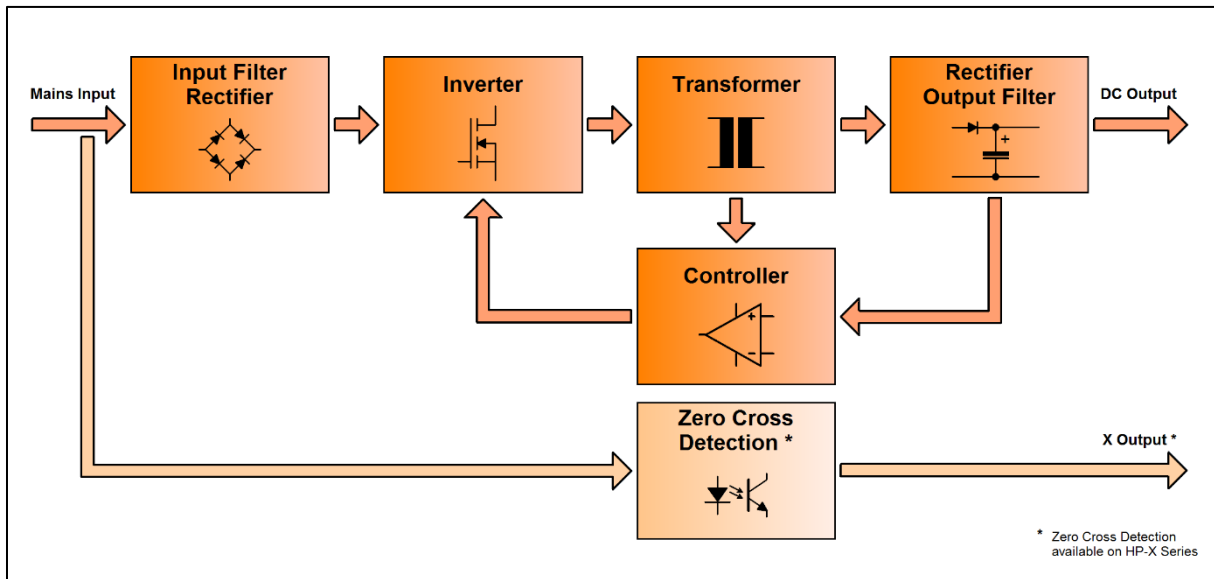 Mains Input
Input Filter
Rectifier
Inverter
Transformer
Rectifier
Output Filter
DC Output
+
Controller
+
-
Zero Cross
Detection *
X Output *
* Zero Cross Detection
available on HP-X Series